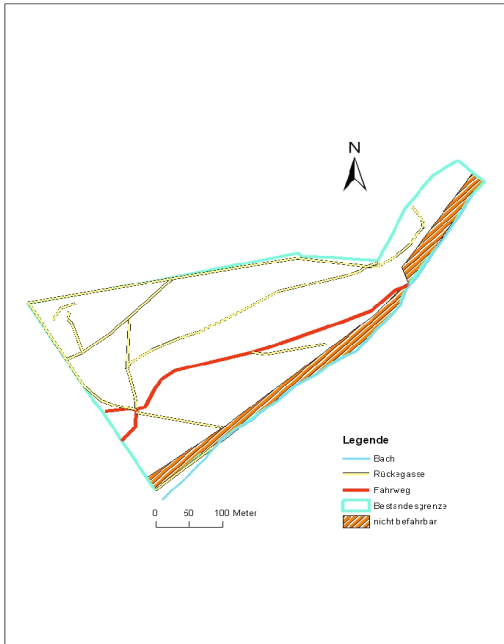 N
Legende
Bach
Rückegasse
Fahrweg
Bestandesgrenze
nicht befahrbar
0 50 100 Meter